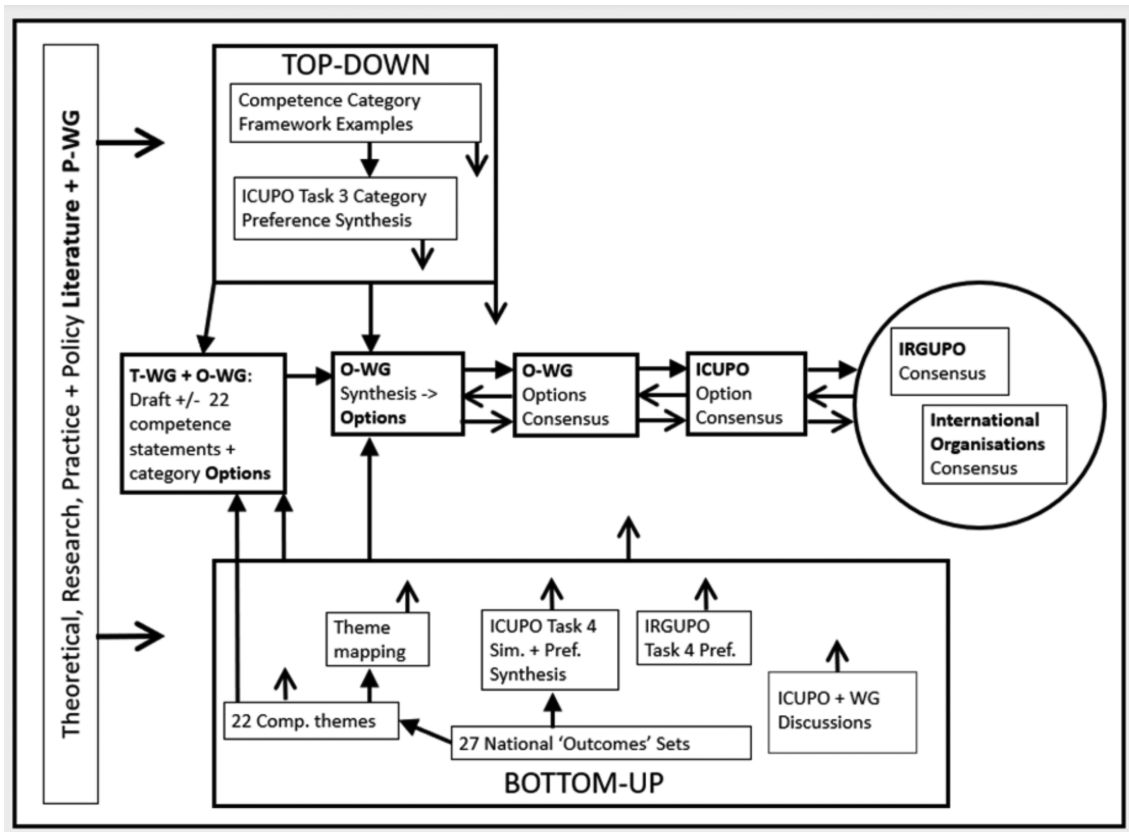 Theoretical, Research, Practice + Policy Literature + P-WG
TOP-DOWN
Competence Category
Framework Examples
ICUPO Task 3 Category
Preference Synthesis
T-WG + O-WG:
Draft +/- 22
competence
statements +
category Options
O-WG
Synthesis ->
Options
O-WG
Options
Consensus
ICUPO
Option
Consensus
IRGUPO
Consensus
International
Organisations
Consensus
Theme
mapping
ICUPO Task 4
Sim. + Pref.
Synthesis
IRGUPO
Task 4 Pref.
ICUPO + WG
Discussions
22 Comp. themes
27 National ‘Outcomes’ Sets
BOTTOM-UP